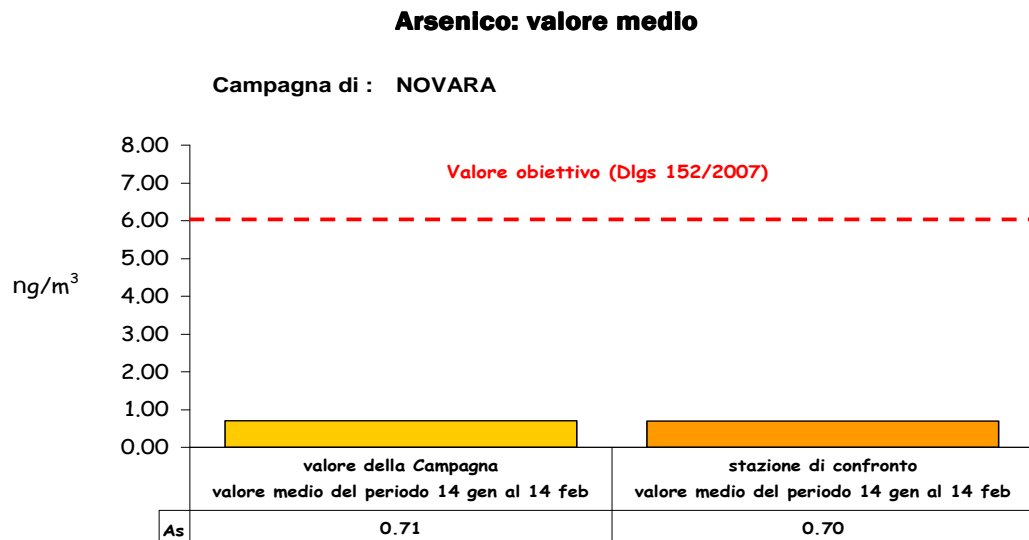 Arsenico: valore medio
Campagna di : NOVARA
Valore obiettivo (Dlgs 152/2007)
8.00
7.00
6.00
5.00
4.00
3.00
2.00
1.00
0.00
ng/m³
valore della Campagna
valore medio del periodo 14 gen al 14 feb
stazione di confronto
valore medio del periodo 14 gen al 14 feb
As 0.71 0.70